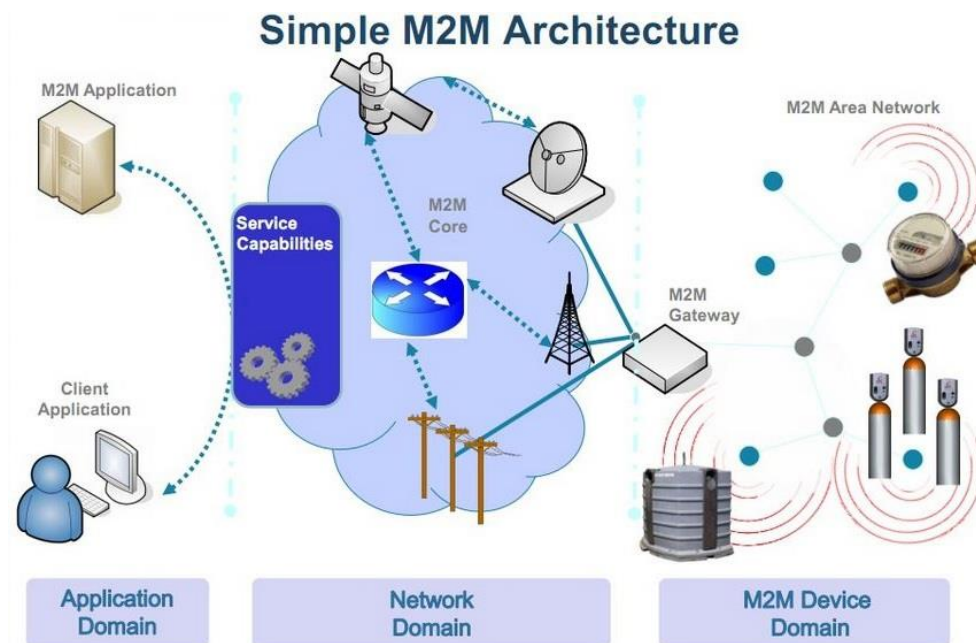 Simple M2M Architecture
M2M Application
M2M Area Network
Service
Capabilities
M2M
Core
M2M
Gateway
Client
Application
Application
Domain
Network
Domain
M2M Device
Domain